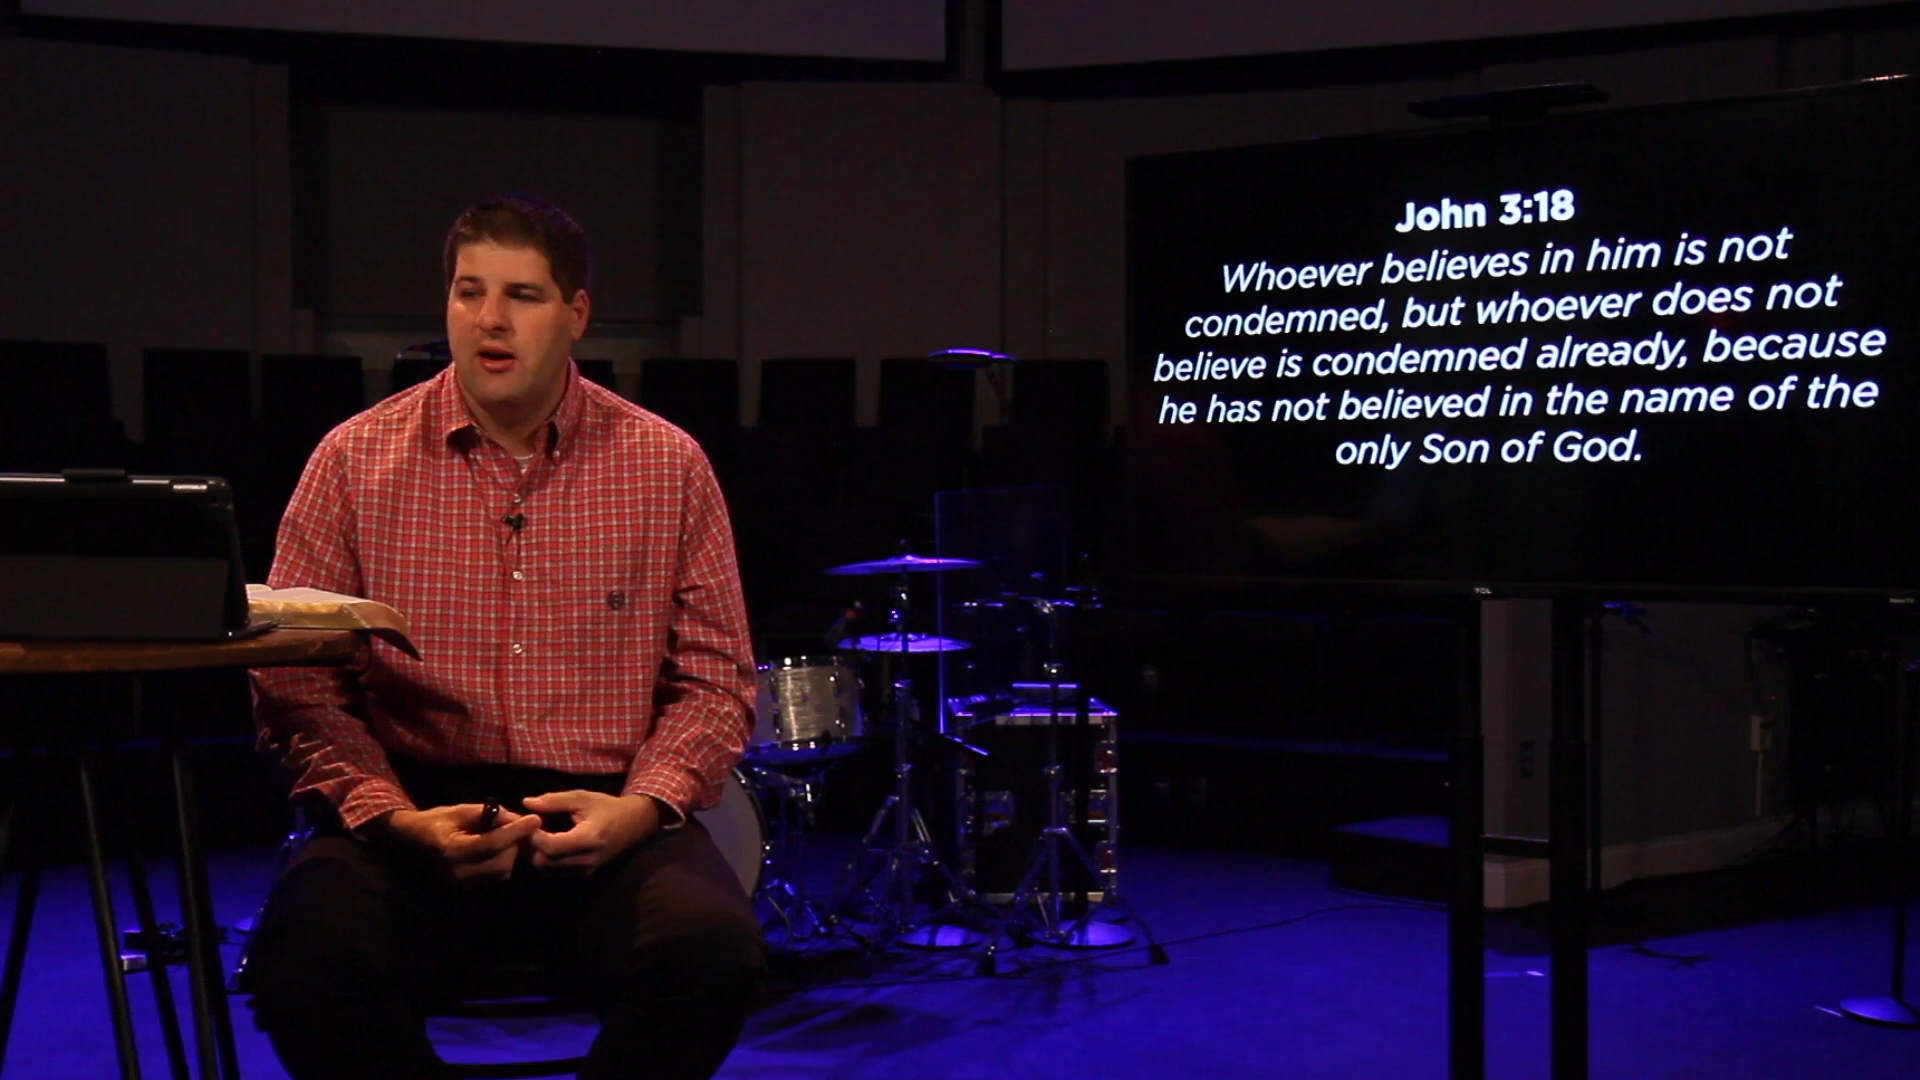 John 3:18
Whoever believes in him is not
condemned, but whoever does not
believe is condemned already, because
he has not believed in the name of the
only Son of God.
TCL